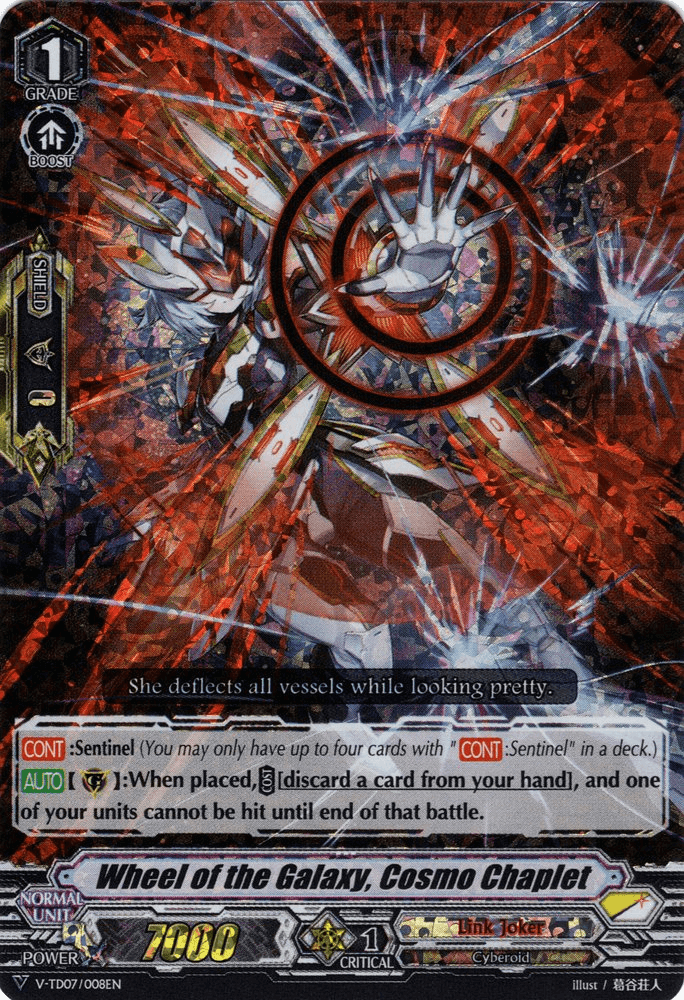 1
GRADE
BOOST
SHIELD
0
She deflects all vessels while looking pretty.
CONT:Sentinel (You may only have up to four cards with "CONT:Sentinel" in a deck.)
AUTO【 】:When placed, COST[discard a card from your hand], and one
of your units cannot be hit until end of that battle.
Wheel of the Galaxy, Cosmo Chaplet
NORMAL
UNIT
POWER
7000
1
CRITICAL
Link Joker
Cyberoid
V-TD07/008EN
illust / 葛谷荘人